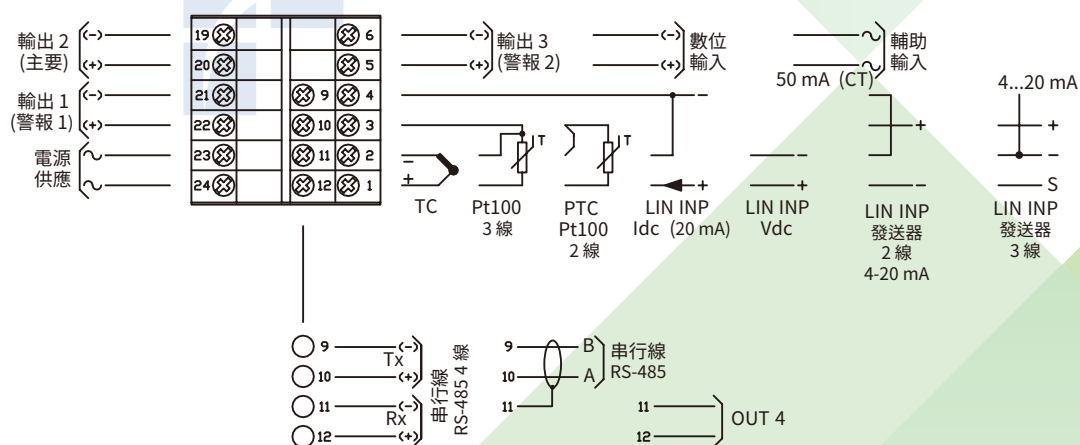 輸出 2
(主要)
(−)
(+)
輸出 1
(警報 1)
(−)
(+)
電源
供應
19
20
21
22
23
24
9
10
11
12
6
5
4
3
2
1
(−)
(+)
輸出 3
(警報 2)
(−)
(+)
數位
輸入
輔助
輸入
50 mA (CT)
4...20 mA
−
+
TC
T
Pt100
3 線
T
PTC
Pt100
2 線
−
+
LIN INP
Idc (20 mA)
−
+
LIN INP
Vdc
+
−
LIN INP
發送器
2 線
4-20 mA
+
−
S
LIN INP
發送器
3 線
9
10
11
12
Tx
(−)
(+)
Rx
(−)
(+)
串行線
RS-485 4 線
9
10
11
B
A
串行線
RS-485
11
12
OUT 4